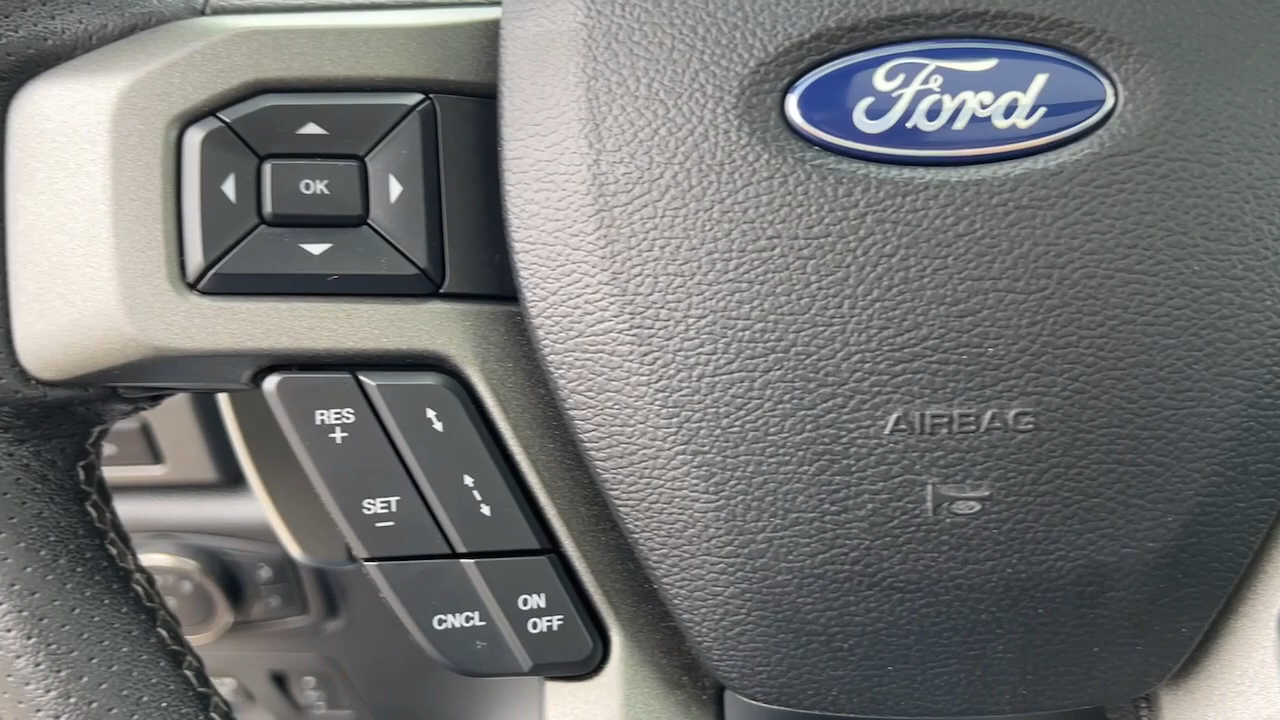 Ford
OK
RES
+
SET
–
CNCL
ON
OFF
AIRBAG